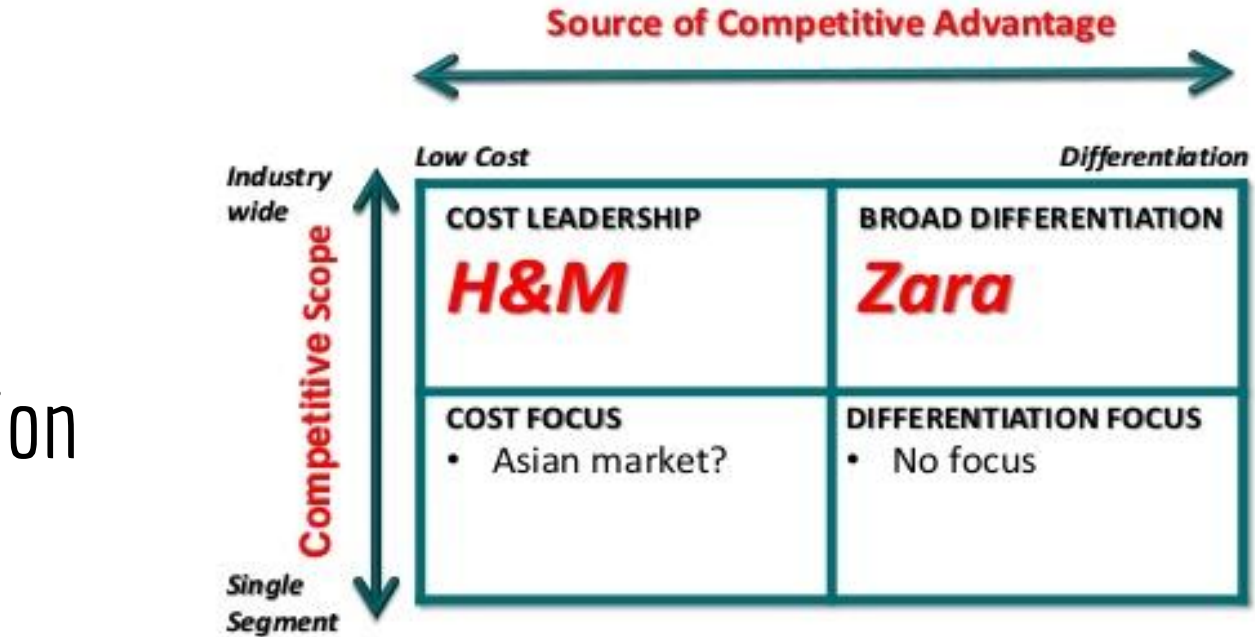 Source of Competitive Advantage
Low Cost
Differentiation
Industry
wide
Competitive Scope
Single
Segment
COST LEADERSHIP
H&M
BROAD DIFFERENTIATION
Zara
COST FOCUS
• Asian market?
DIFFERENTIATION FOCUS
• No focus
on